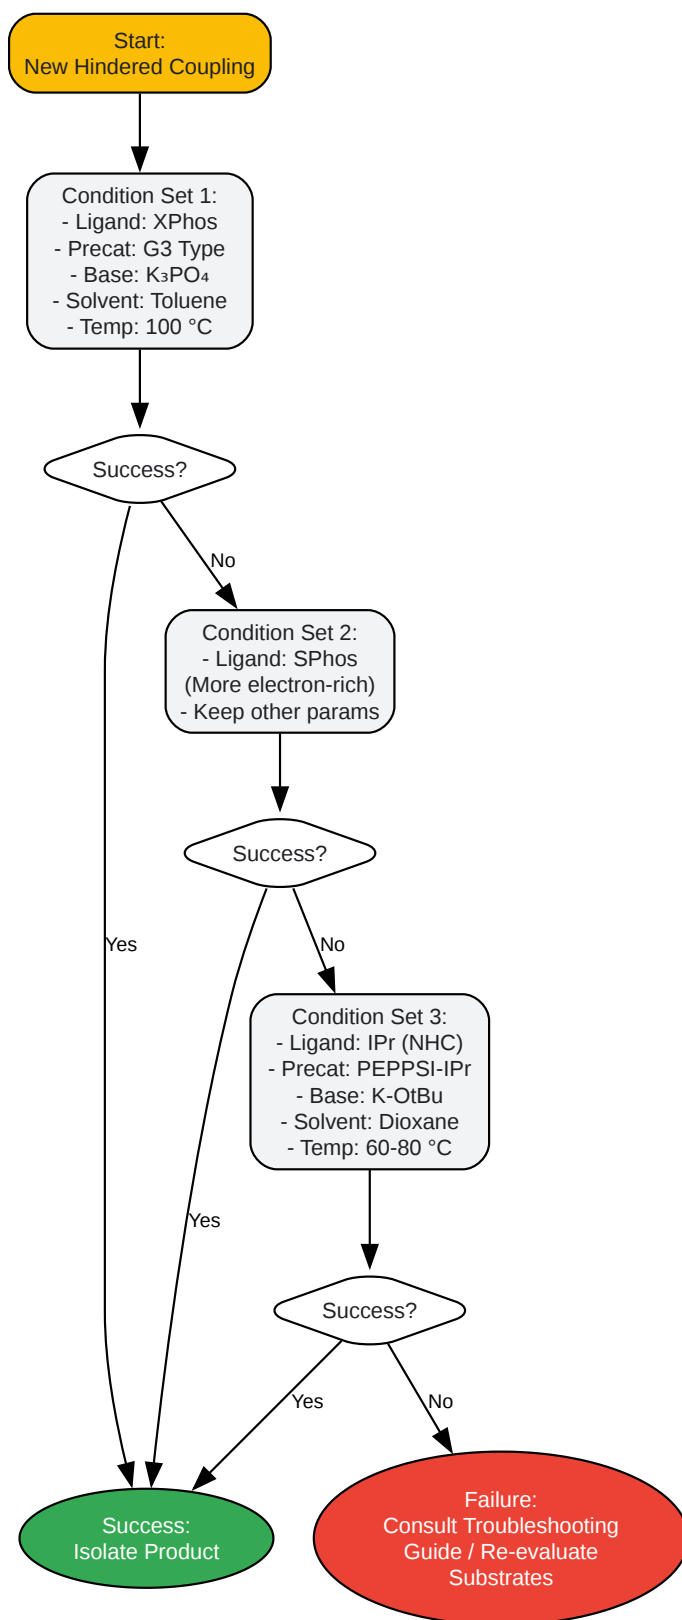 Start:
New Hindered Coupling
Condition Set 1:
- Ligand: XPhos
- Precat: G3 Type
- Base: K₃PO₄
- Solvent: Toluene
- Temp: 100 °C
Success?
No
Condition Set 2:
- Ligand: SPhos
(More electron-rich)
- Keep other params
Success?
Yes
No
Condition Set 3:
- Ligand: IPr (NHC)
- Precat: PEPPSI-IPr
- Base: K-OtBu
- Solvent: Dioxane
- Temp: 60-80 °C
Yes
Success?
Yes
No
Success:
Isolate Product
Failure:
Consult Troubleshooting
Guide / Re-evaluate
Substrates